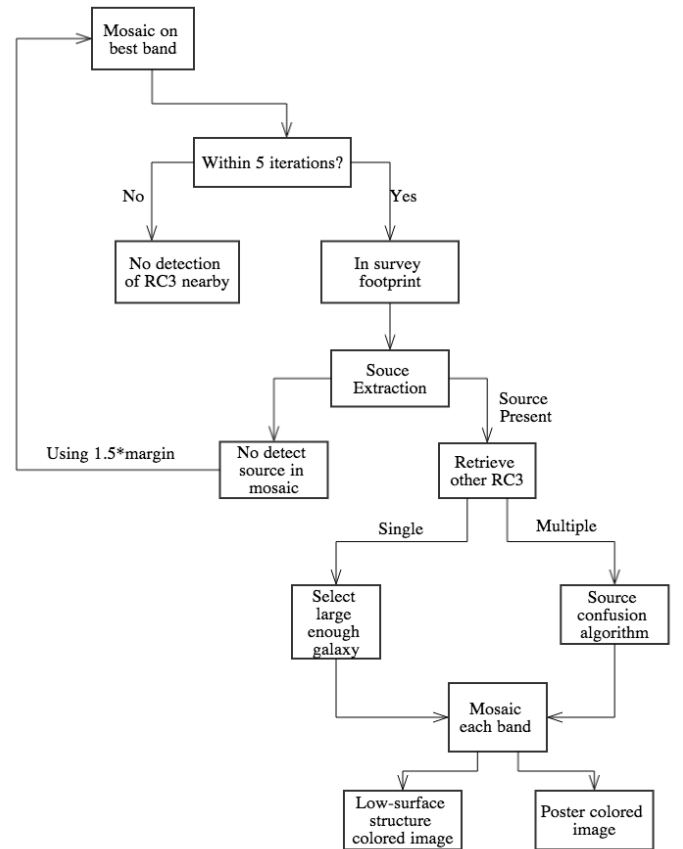 Mosaic on
best band
Within 5 iterations?
No
Yes
No detection
of RC3 nearby
In survey
footprint
Souce
Extraction
Source
Present
Using 1.5*margin
No detect
source in
mosaic
Retrieve
other RC3
Single
Multiple
Select
large
enough
galaxy
Source
confusion
algorithm
Mosaic
each band
Low-surface
structure
colored image
Poster colored
image